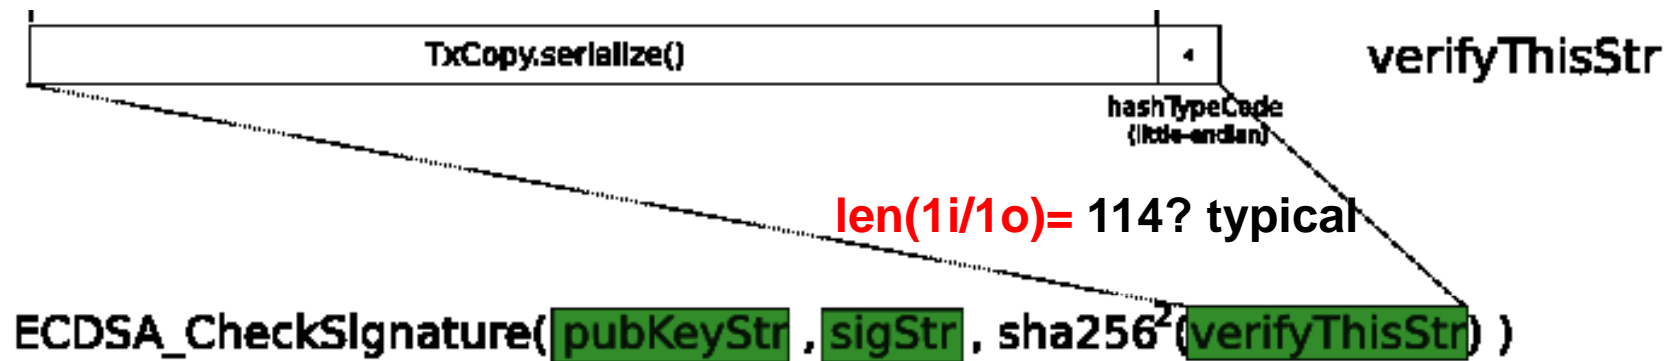 TxCopy.serialize() 4 verifyThisStr
hashTypeCode
(little-endian)
len(1i/1o)= 114? typical
ECDSA_CheckSIgnature( pubKeyStr , sigStr , sha256²(verifyThisStr) )